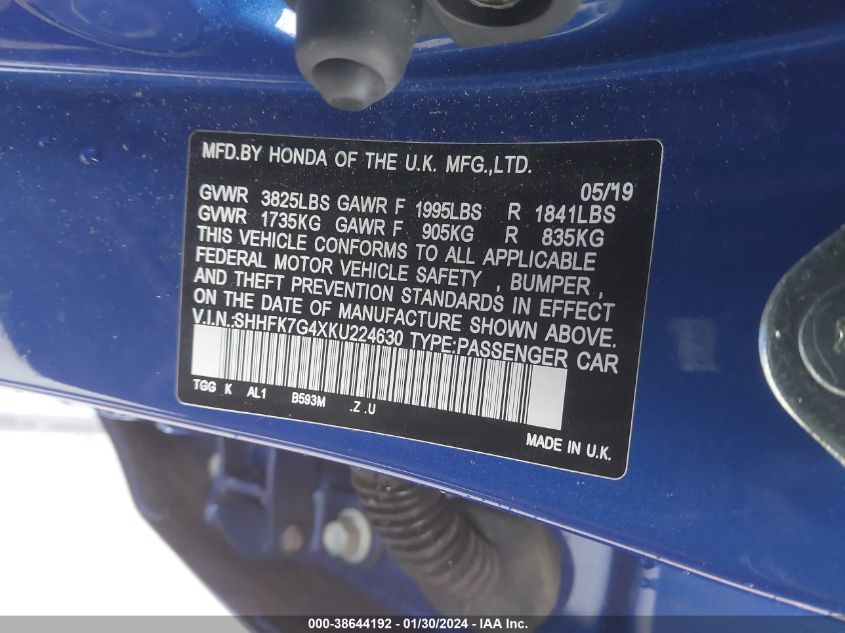 MFD.BY HONDA OF THE U.K. MFG.,LTD.
05/'19
GVWR 3825LBS GAWR F 1995LBS R 1841LBS
GVWR 1735KG GAWR F 905KG R 835KG
THIS VEHICLE CONFORMS TO ALL APPLICABLE
FEDERAL MOTOR VEHICLE SAFETY , BUMPER ,
AND THEFT PREVENTION STANDARDS IN EFFECT
ON THE DATE OF MANUFACTURE SHOWN ABOVE.
V.I.N.:SHHFK7G4XKU224630 TYPE:PASSENGER CAR
TGG K AL1 B593M .Z .U
MADE IN U.K.
000-38644192 - 01/30/2024 - IAA Inc.